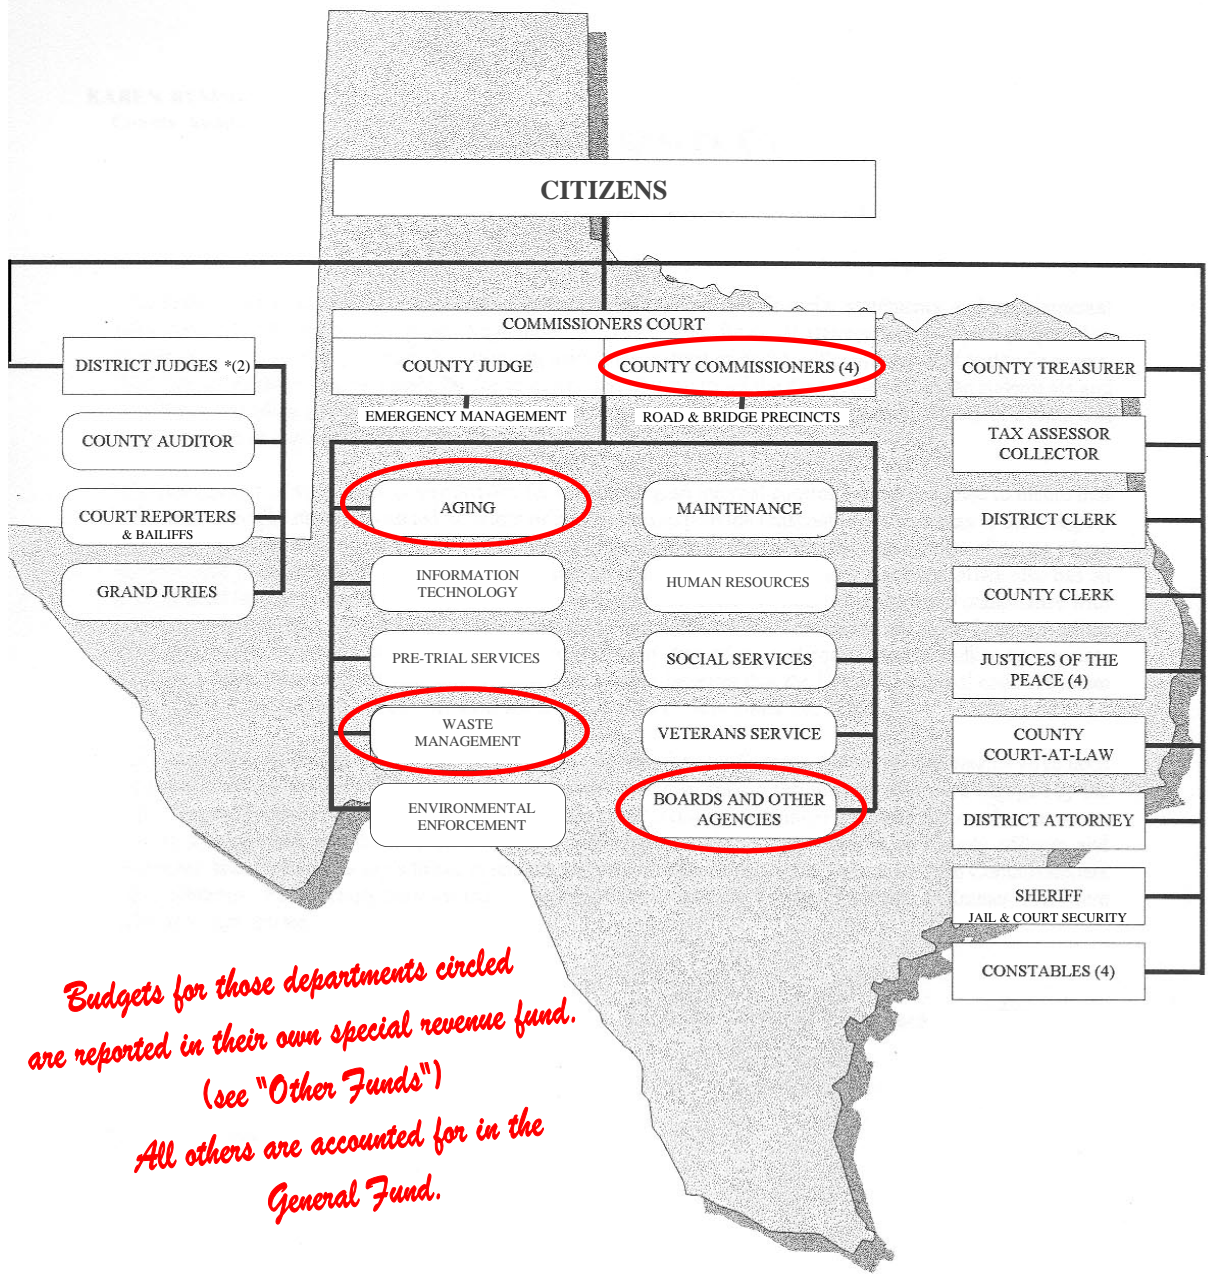 CITIZENS
COMMISSIONERS COURT
COUNTY JUDGE
COUNTY COMMISSIONERS (4)
EMERGENCY MANAGEMENT
ROAD & BRIDGE PRECINCTS
DISTRICT JUDGES *(2)
COUNTY AUDITOR
COURT REPORTERS
& BAILIFFS
GRAND JURIES
AGING
INFORMATION
TECHNOLOGY
PRE-TRIAL SERVICES
WASTE
MANAGEMENT
ENVIRONMENTAL
ENFORCEMENT
MAINTENANCE
HUMAN RESOURCES
SOCIAL SERVICES
VETERANS SERVICE
BOARDS AND OTHER
AGENCIES
COUNTY TREASURER
TAX ASSESSOR
COLLECTOR
DISTRICT CLERK
COUNTY CLERK
JUSTICES OF THE
PEACE (4)
COUNTY
COURT-AT-LAW
DISTRICT ATTORNEY
SHERIFF
JAIL & COURT SECURITY
CONSTABLES (4)
Budgets for those departments circled
are reported in their own special revenue fund.
(see "Other Funds")
All others are accounted for in the
General Fund.